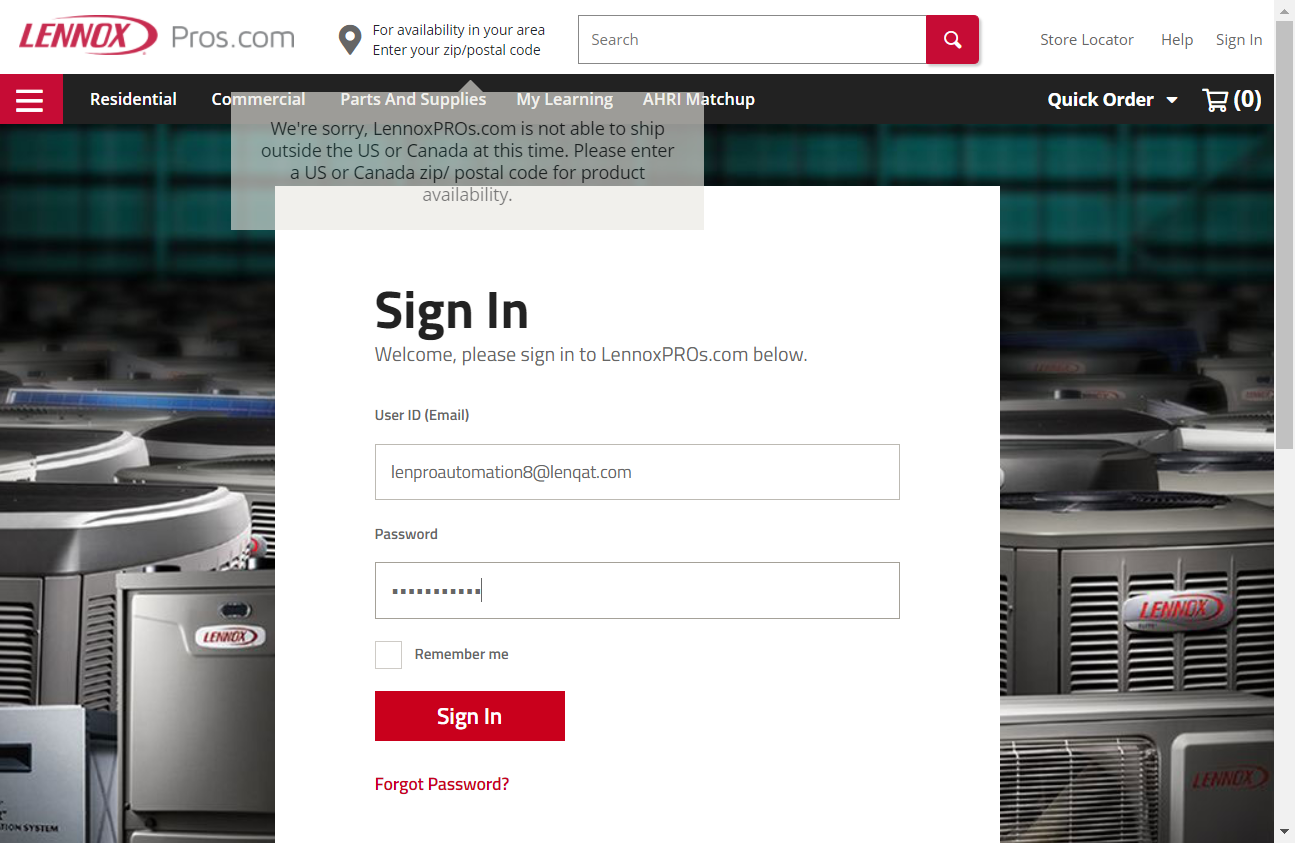 LENNOX Pros.com
For availability in your area
Enter your zip/postal code
Search
Store Locator
Help
Sign In
Residential
Commercial
Parts And Supplies
My Learning
AHRI Matchup
Quick Order
(0)
We're sorry, LennoxPROs.com is not able to ship
outside the US or Canada at this time. Please enter
a US or Canada zip/ postal code for product
availability.
Sign In
Welcome, please sign in to LennoxPROs.com below.
User ID (Email)
lenproautomation8@lenqat.com
Password
Remember me
Sign In
Forgot Password?
LENNOX
LENNOX
LENNOX
ION SYSTEM